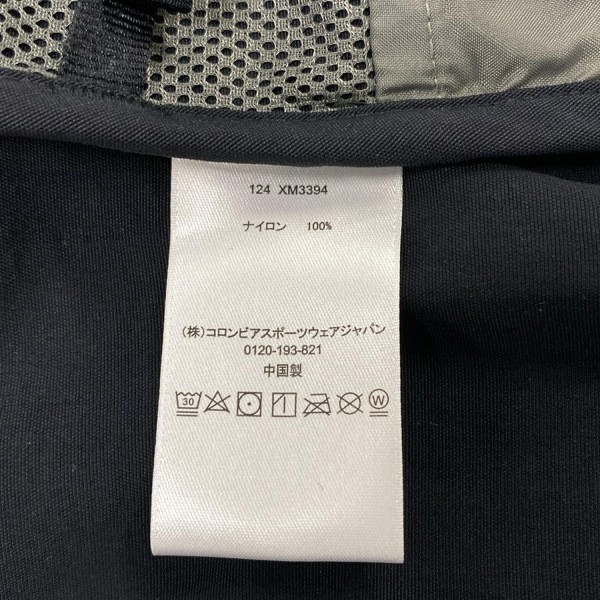 124 XM3394
ナイロン 100%
(株)コロンビアスポーツウェアジャパン
0120-193-821
中国製
30 W